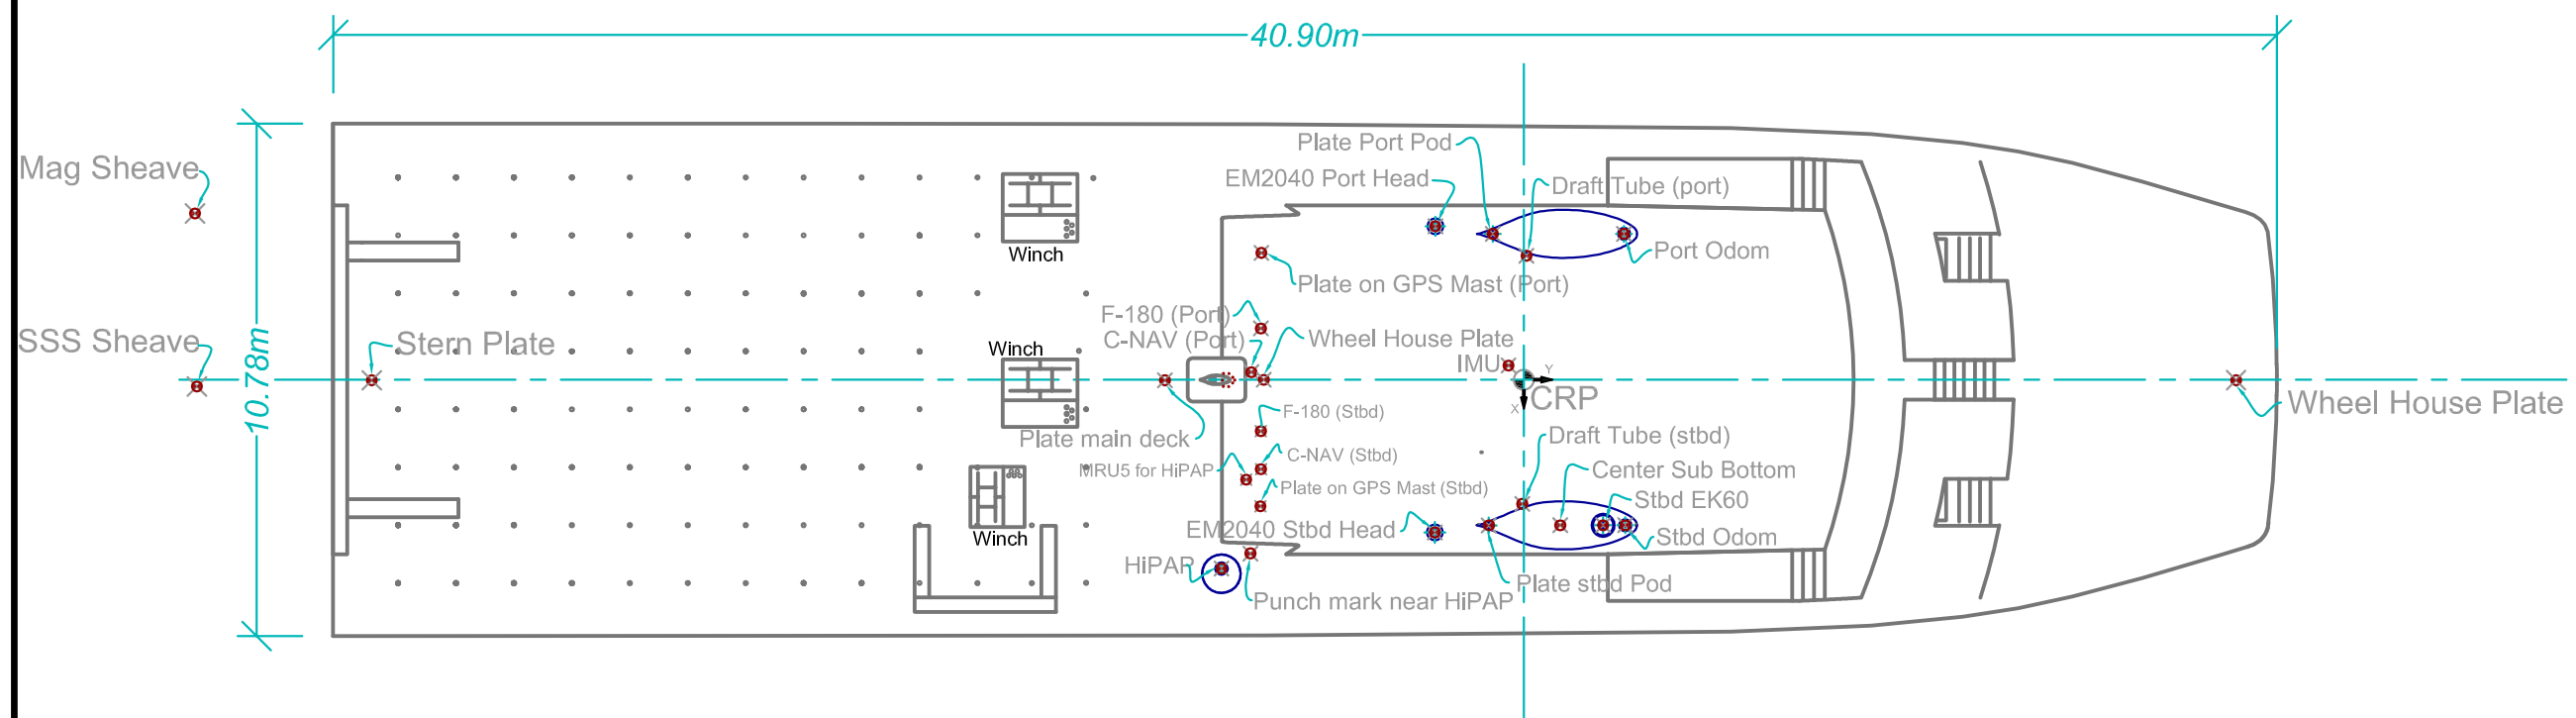 40.90m
Plate Port Pod
Mag Sheave
EM2040 Port Head
Draft Tube (port)
Winch
Port Odom
Plate on GPS Mast (Port)
F-180 (Port)
C-NAV (Port)
Wheel House Plate
SSS Sheave
10.78m
Stern Plate
Winch
IMU
Y
X
CRP
Wheel House Plate
F-180 (Stbd)
Plate main deck
Draft Tube (stbd)
C-NAV (Stbd)
MRU5 for HiPAP
Center Sub Bottom
Plate on GPS Mast (Stbd)
Stbd EK60
EM2040 Stbd Head
Winch
Stbd Odom
HiPAP
Plate stbd Pod
Punch mark near HiPAP